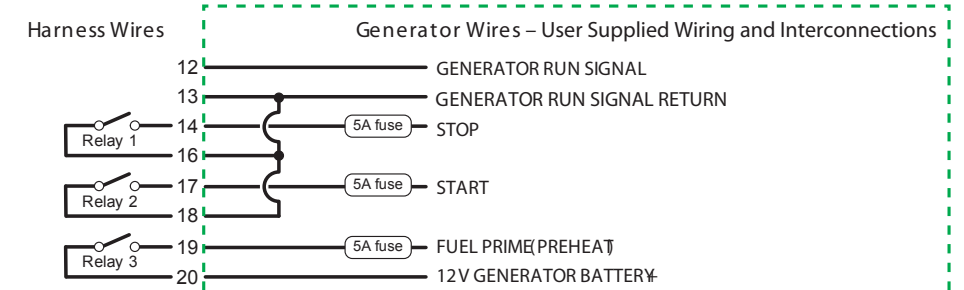 Harness Wires Generator Wires – User Supplied Wiring and Interconnections
12 GENERATOR RUN SIGNAL
13 GENERATOR RUN SIGNAL RETURN
14 5A fuse STOP
Relay 1
16
17 5A fuse START
Relay 2
18
19 5A fuse FUEL PRIME(PREHEAT)
Relay 3
20 12V GENERATOR BATTERY+